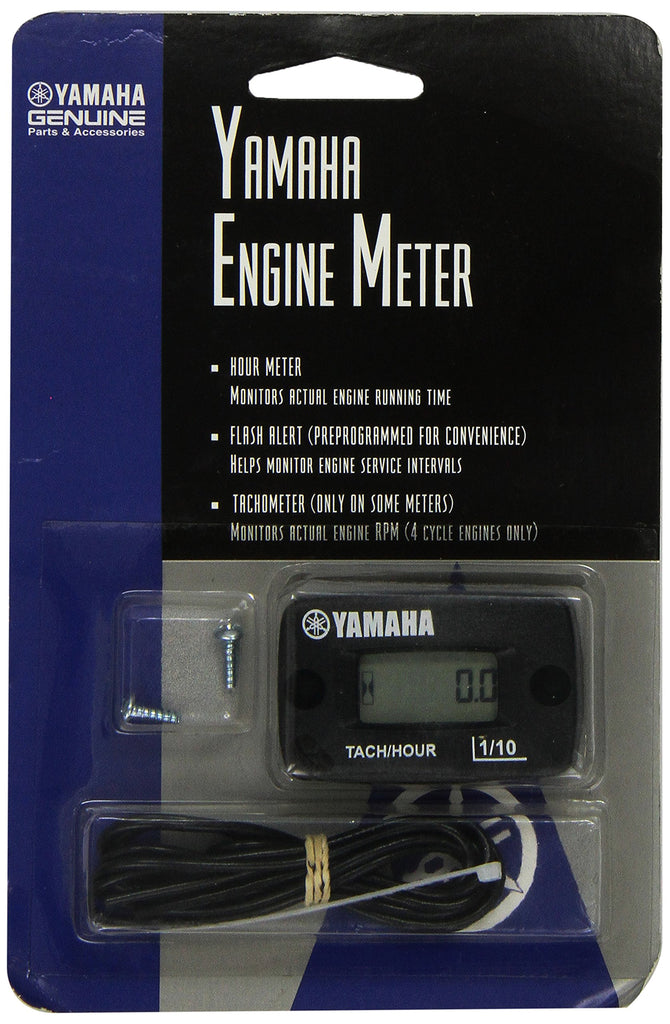 YAMAHA
GENUINE
Parts & Accessories
YAMAHA
ENGINE METER
▪ HOUR METER
MONITORS ACTUAL ENGINE RUNNING TIME
▪ FLASH ALERT (PREPROGRAMMED FOR CONVENIENCE)
HELPS MONITOR ENGINE SERVICE INTERVALS
▪ TACHOMETER (ONLY ON SOME METERS)
MONITORS ACTUAL ENGINE RPM (4 CYCLE ENGINES ONLY)
YAMAHA
0.0
TACH/HOUR 1/10